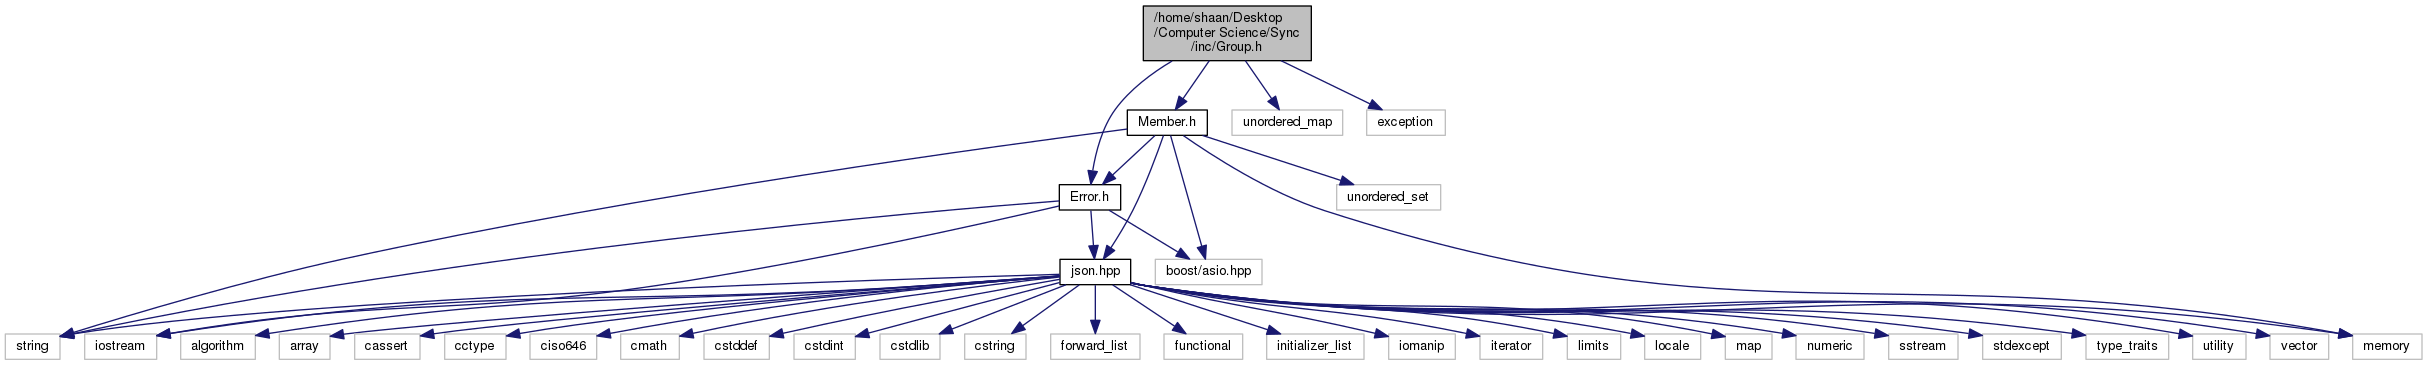 /home/shaan/Desktop
/Computer Science/Sync
/inc/Group.h
Member.h
unordered_map
exception
Error.h
unordered_set
json.hpp
boost/asio.hpp
string
iostream
algorithm
array
cassert
cctype
ciso646
cmath
cstddef
cstdint
cstdlib
cstring
forward_list
functional
initializer_list
iomanip
iterator
limits
locale
map
numeric
sstream
stdexcept
type_traits
utility
vector
memory